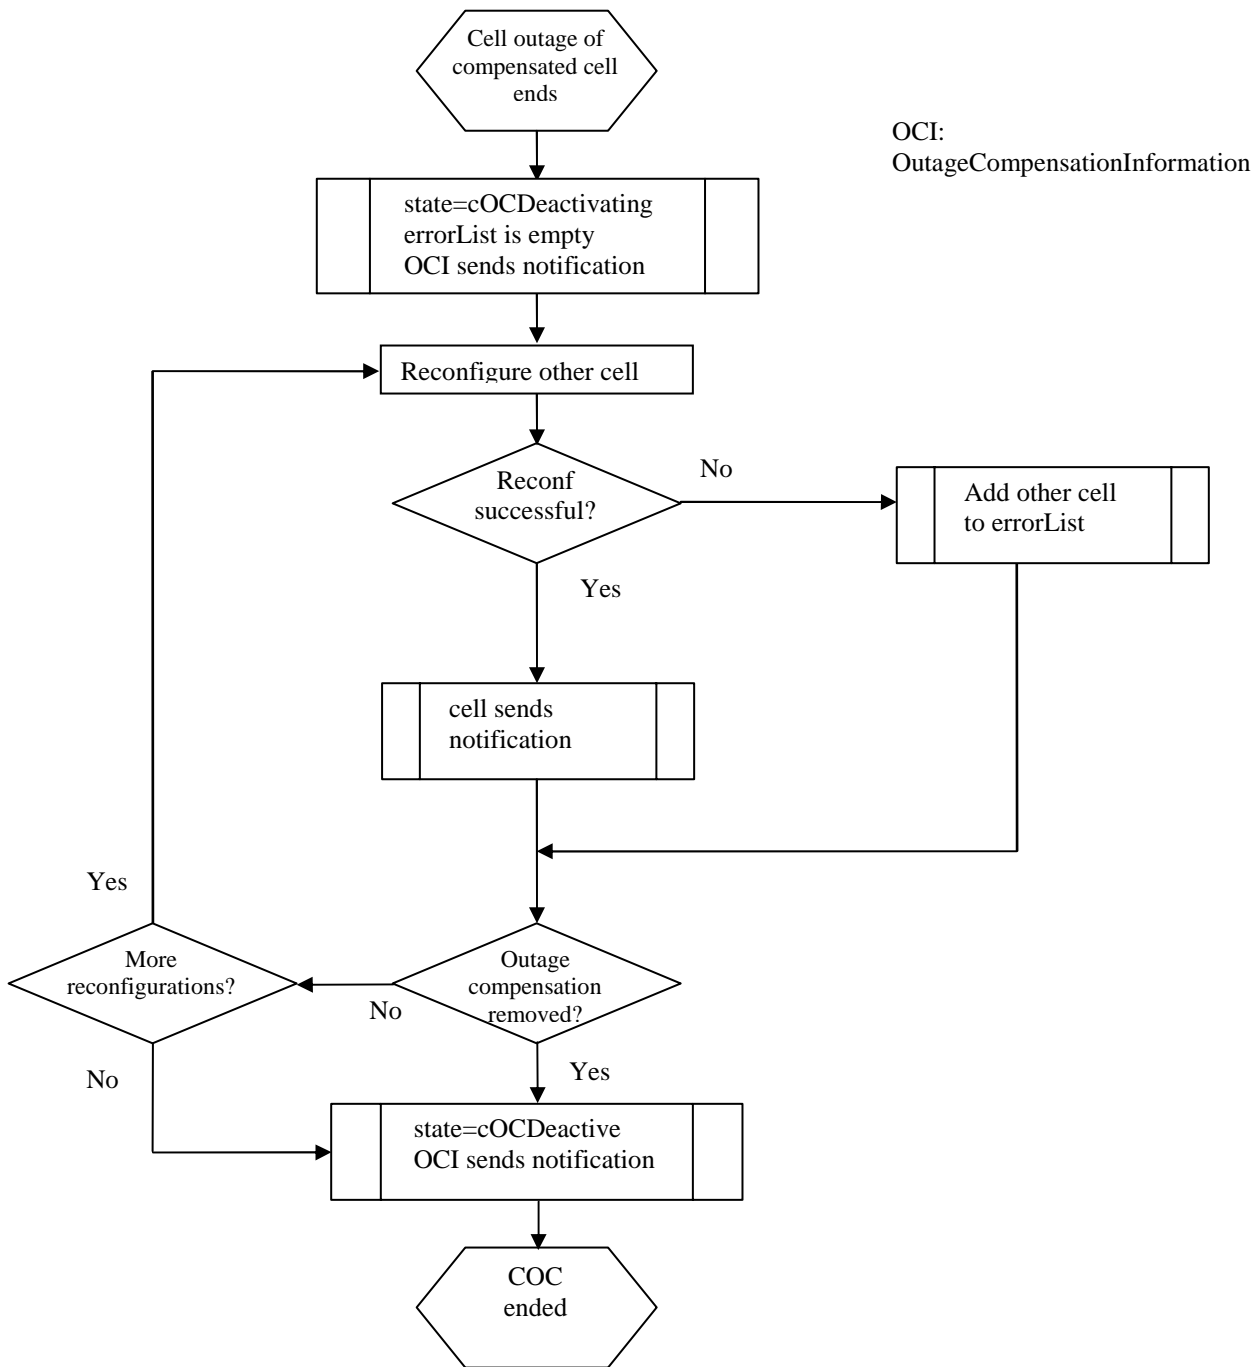 Cell outage of
compensated cell
ends
OCI:
OutageCompensationInformation
state=cOCDeactivating
errorList is empty
OCI sends notification
Reconfigure other cell
Reconf
successful?
No
Add other cell
to errorList
Yes
cell sends
notification
Yes
More
reconfigurations?
Outage
compensation
removed?
No
No
Yes
state=cOCDeactive
OCI sends notification
COC
ended